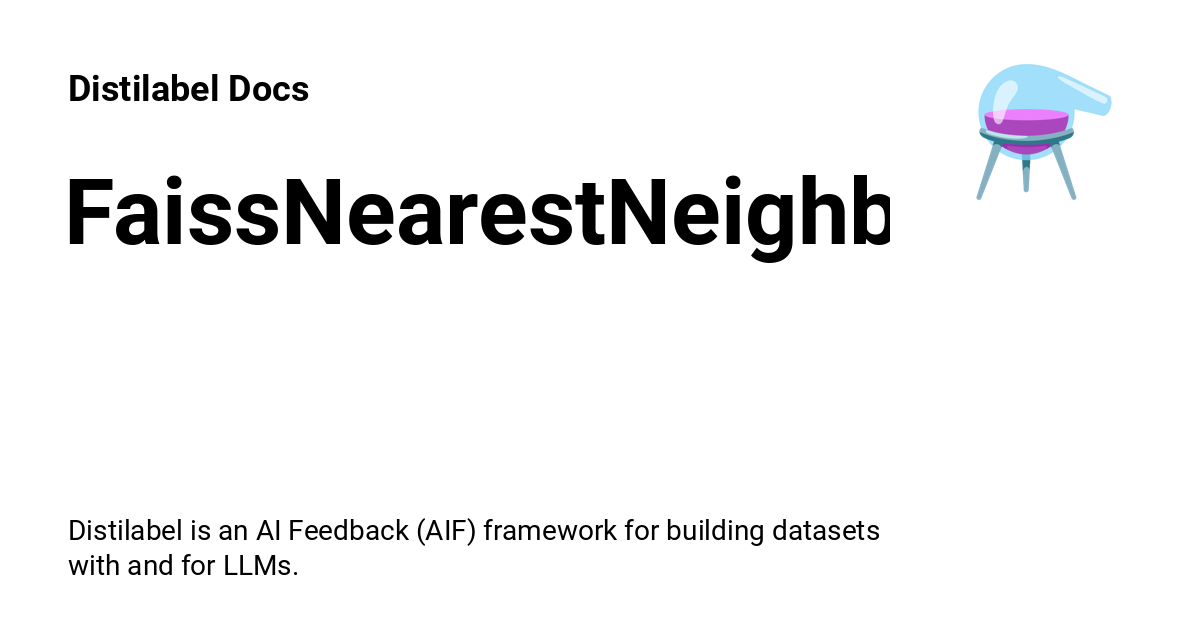 Distilabel Docs
FaissNearestNeighb
Distilabel is an AI Feedback (AIF) framework for building datasets
with and for LLMs.